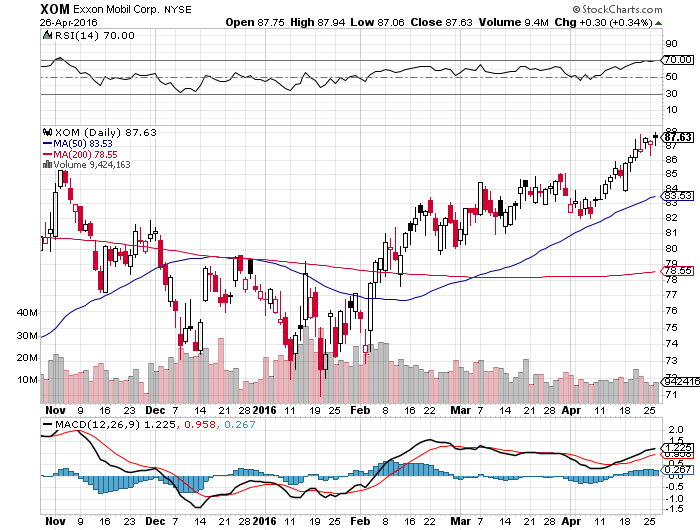 XOM Exxon Mobil Corp. NYSE © StockCharts.com
26-Apr-2016 Open 87.75 High 87.94 Low 87.06 Close 87.63 Volume 9.4M Chg +0.30 (+0.34%)
RSI(14) 70.00
90
70.00
50
30
10
XOM (Daily) 87.63
MA(50) 83.53
MA(200) 78.55
Volume 9,424,163
88
87.63
86
85
84
83.53
83
82
81
80
79
78.55
78
77
76
75
74
73
72
71
40M
30M
20M
10M
9424163
Nov 9 16 23 Dec 7 14 21 2016 11 19 25 Feb 8 16 22 Mar 7 14 21 28 Apr 11 18 25
MACD(12,26,9) 1.225, 0.958, 0.267
2.0
1.5
1.225
0.958
0.5
0.267
0.0
-0.5
-1.0
-1.5
Nov 9 16 23 Dec 7 14 21 2016 11 19 25 Feb 8 16 22 Mar 7 14 21 28 Apr 11 18 25